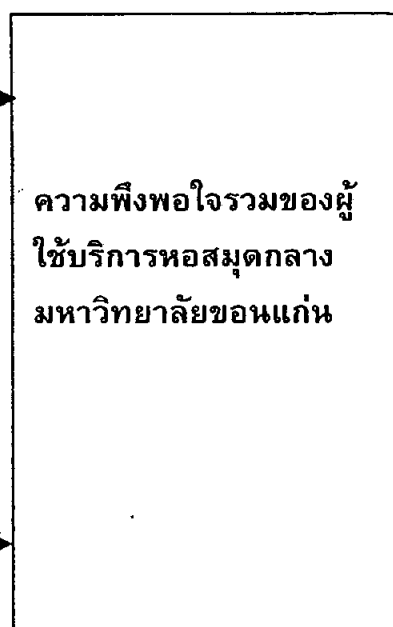 ความพึงพอใจรวมของผู้
ใช้บริการหอสมุดกลาง
มหาวิทยาลัยขอนแก่น